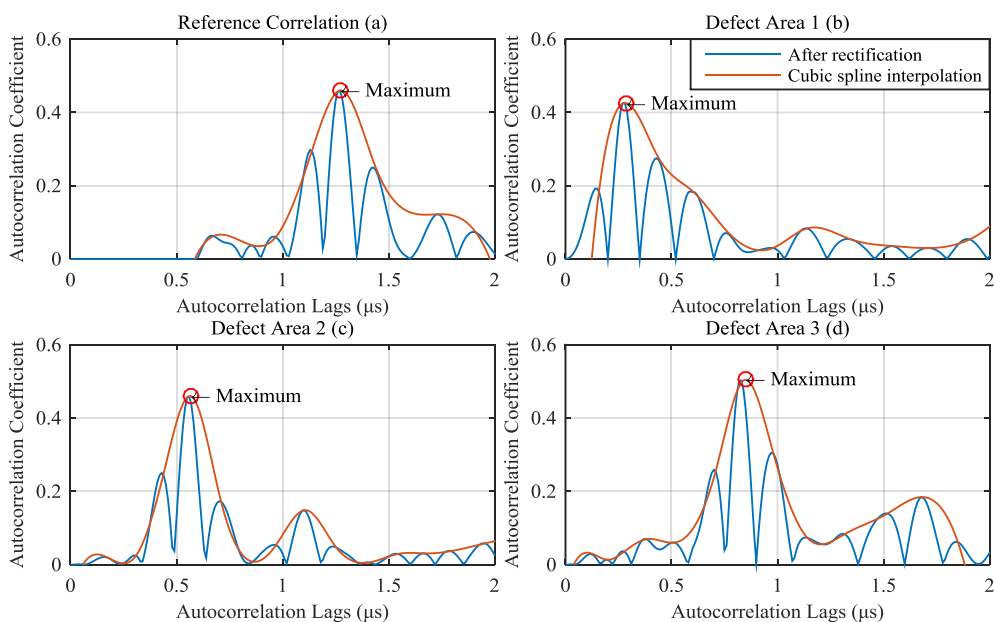 Reference Correlation (a)
Autocorrelation Coefficient
0.6
0.4
0.2
0
Maximum
0 0.5 1 1.5 2
Autocorrelation Lags (μs)
Defect Area 1 (b)
Autocorrelation Coefficient
0.6
0.4
0.2
0
After rectification
Cubic spline interpolation
Maximum
0 0.5 1 1.5 2
Autocorrelation Lags (μs)
Defect Area 2 (c)
Autocorrelation Coefficient
0.6
0.4
0.2
0
Maximum
0 0.5 1 1.5 2
Autocorrelation Lags (μs)
Defect Area 3 (d)
Autocorrelation Coefficient
0.6
0.4
0.2
0
Maximum
0 0.5 1 1.5 2
Autocorrelation Lags (μs)